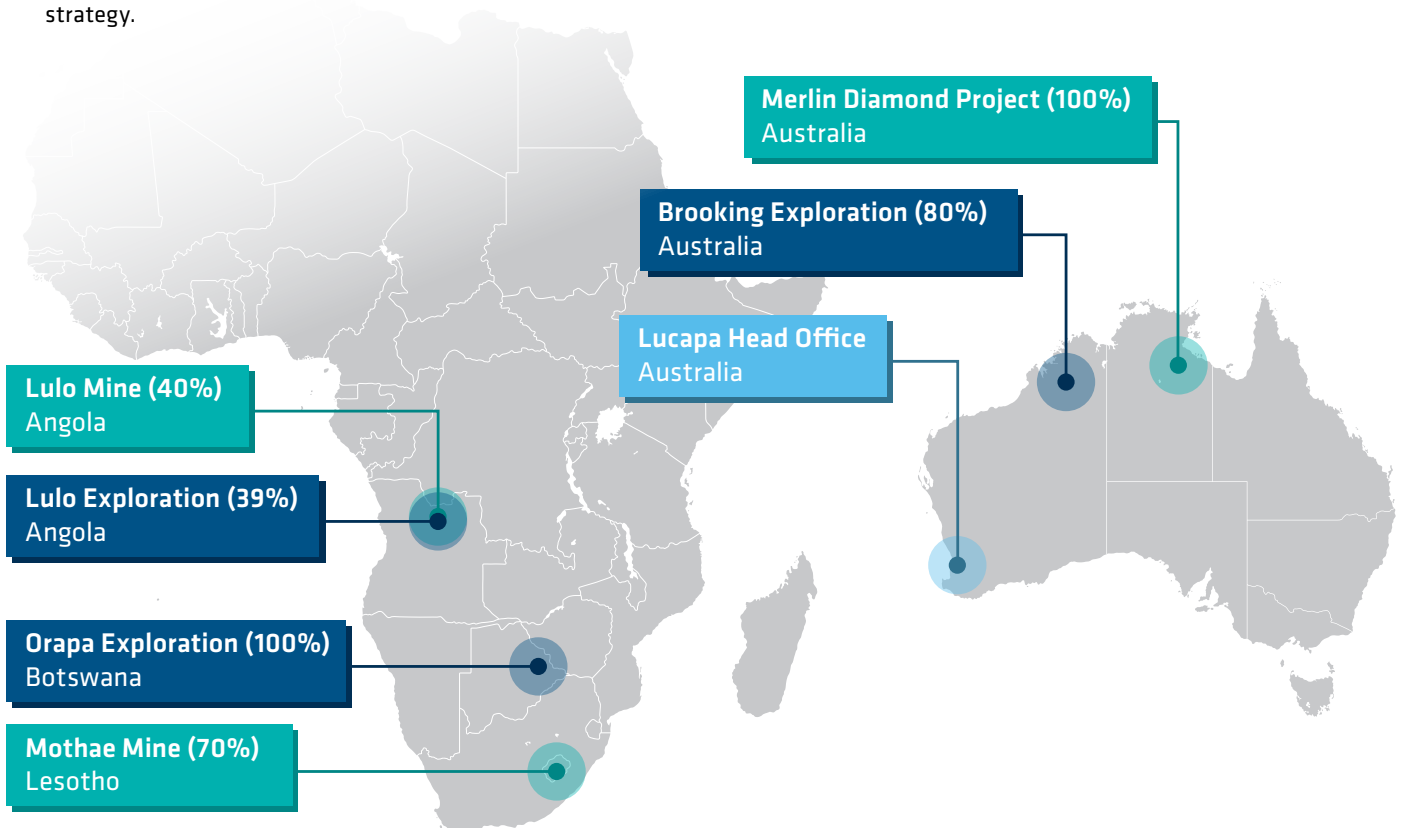 strategy.
Merlin Diamond Project (100%)
Australia
Brooking Exploration (80%)
Australia
Lucapa Head Office
Australia
Lulo Mine (40%)
Angola
Lulo Exploration (39%)
Angola
Orapa Exploration (100%)
Botswana
Mothae Mine (70%)
Lesotho